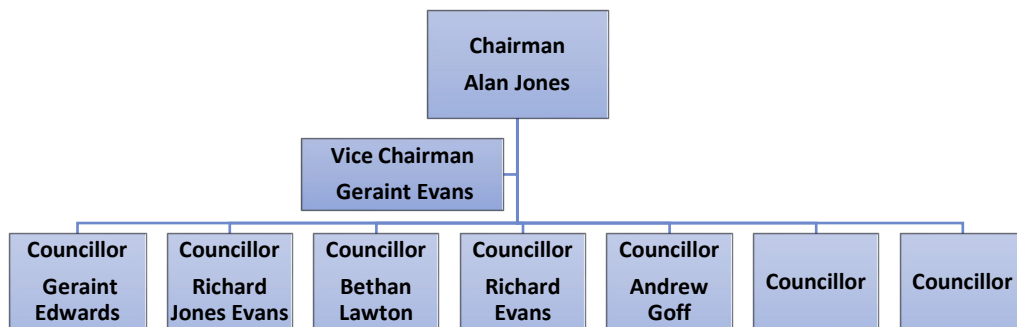 Chairman
Alan Jones
Vice Chairman
Geraint Evans
Councillor
Geraint
Edwards
Councillor
Richard
Jones Evans
Councillor
Bethan
Lawton
Councillor
Richard
Evans
Councillor
Andrew
Goff
Councillor
Councillor